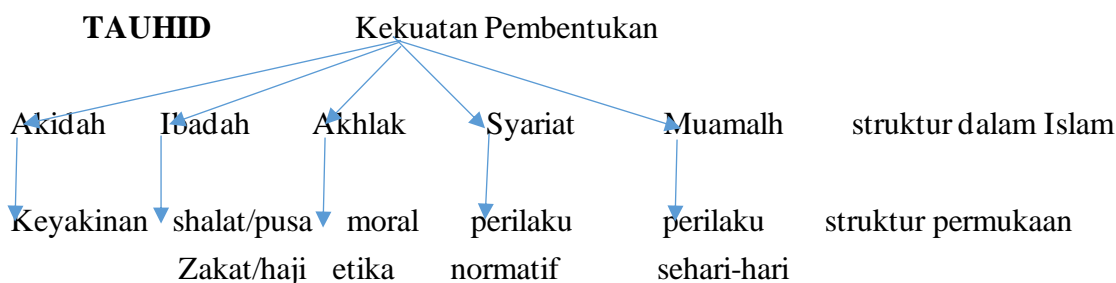 TAUHID Kekuatan Pembentukan
Akidah Ibadah Akhlak Syariat Muamalh struktur dalam Islam
Keyakinan shalat/pusa moral perilaku perilaku struktur permukaan
Zakat/haji etika normatif sehari-hari